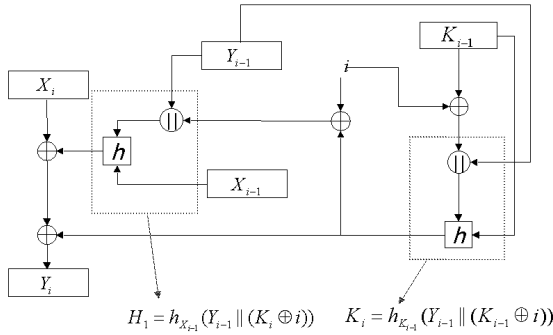 Y_{i-1}
K_{i-1}
X_i
i
||
h
||
X_{i-1}
h
Y_i
H_1 = h_{X_{i-1}}(Y_{i-1} || (K_i ⊕ i))
K_i = h_{K_{i-1}}(Y_{i-1} || (K_{i-1} ⊕ i))